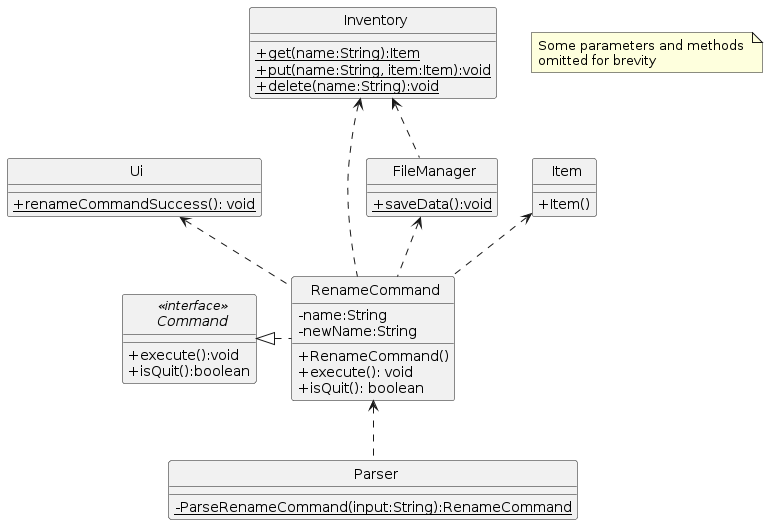 Inventory
+get(name:String):Item
+put(name:String, item:Item):void
+delete(name:String):void
Some parameters and methods
omitted for brevity
Ui
+renameCommandSuccess(): void
FileManager
+saveData():void
Item
+Item()
«interface»
Command
+execute():void
+isQuit():boolean
RenameCommand
-name:String
-newName:String
+RenameCommand()
+execute(): void
+isQuit(): boolean
Parser
-ParseRenameCommand(input:String):RenameCommand